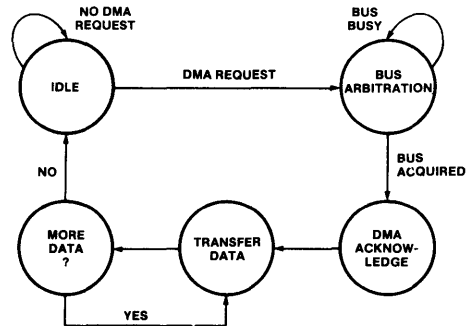 NO DMA
REQUEST
BUS
BUSY
IDLE
DMA REQUEST
BUS
ARBITRATION
NO
BUS
ACQUIRED
MORE
DATA
?
TRANSFER
DATA
DMA
ACKNOW-
LEDGE
YES